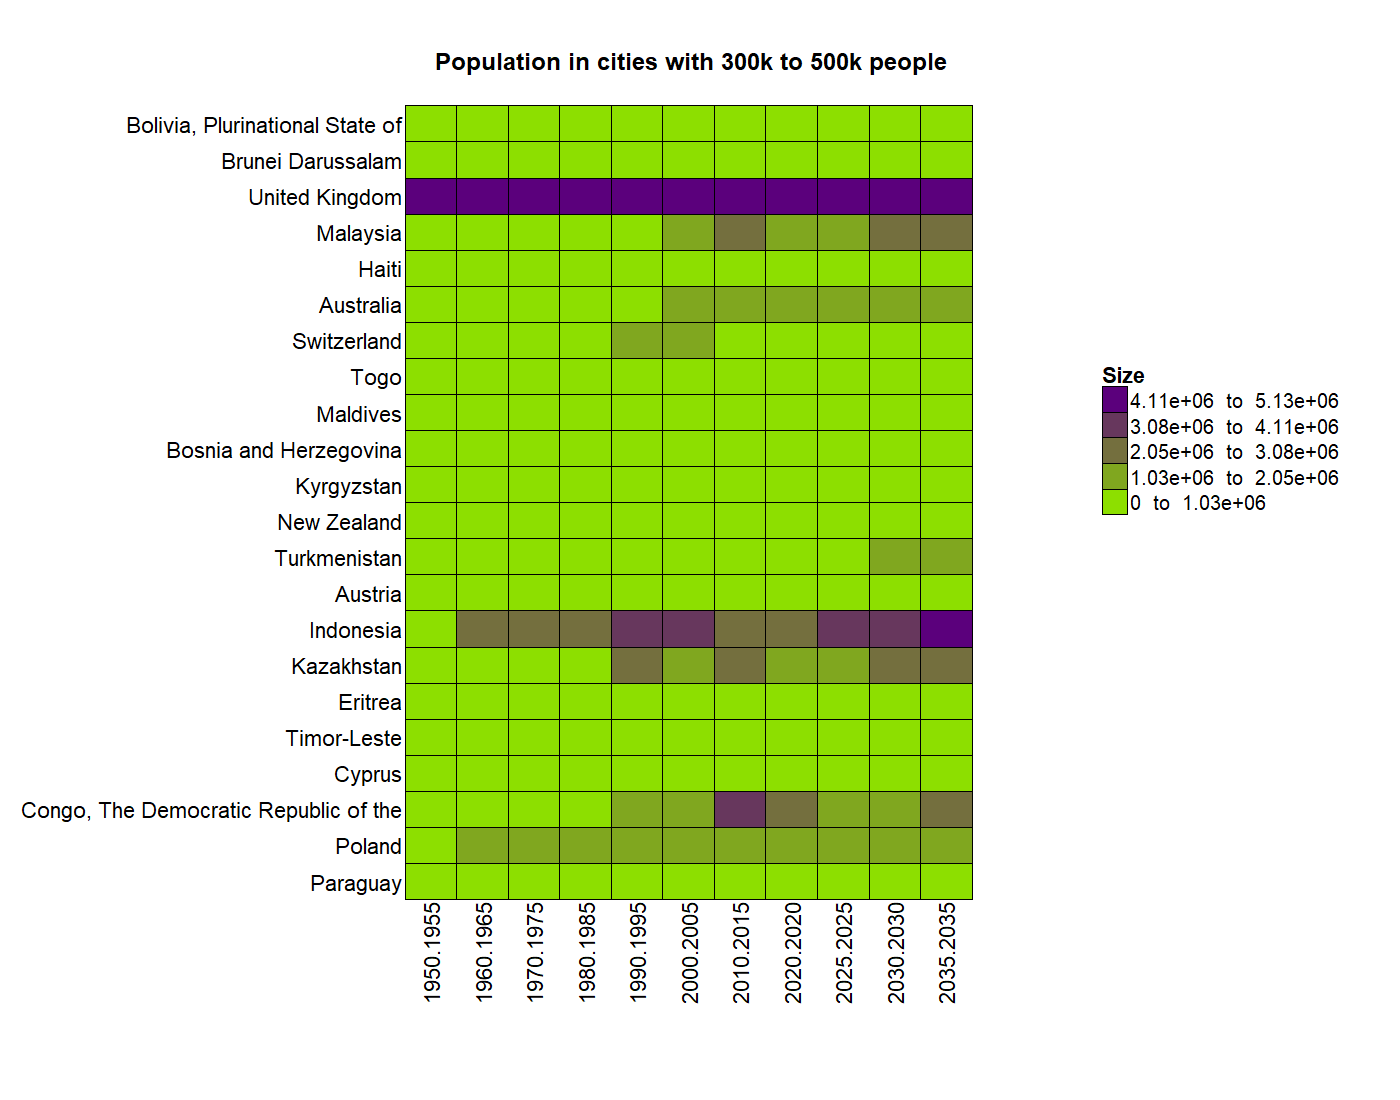 Population in cities with 300k to 500k people
Bolivia, Plurinational State of
Brunei Darussalam
United Kingdom
Malaysia
Haiti
Australia
Switzerland
Togo
Maldives
Bosnia and Herzegovina
Kyrgyzstan
New Zealand
Turkmenistan
Austria
Indonesia
Kazakhstan
Eritrea
Timor-Leste
Cyprus
Congo, The Democratic Republic of the
Poland
Paraguay
1950.1955
1960.1965
1970.1975
1980.1985
1990.1995
2000.2005
2010.2015
2020.2020
2025.2025
2030.2030
2035.2035
Size
4.11e+06 to 5.13e+06
3.08e+06 to 4.11e+06
2.05e+06 to 3.08e+06
1.03e+06 to 2.05e+06
0 to 1.03e+06